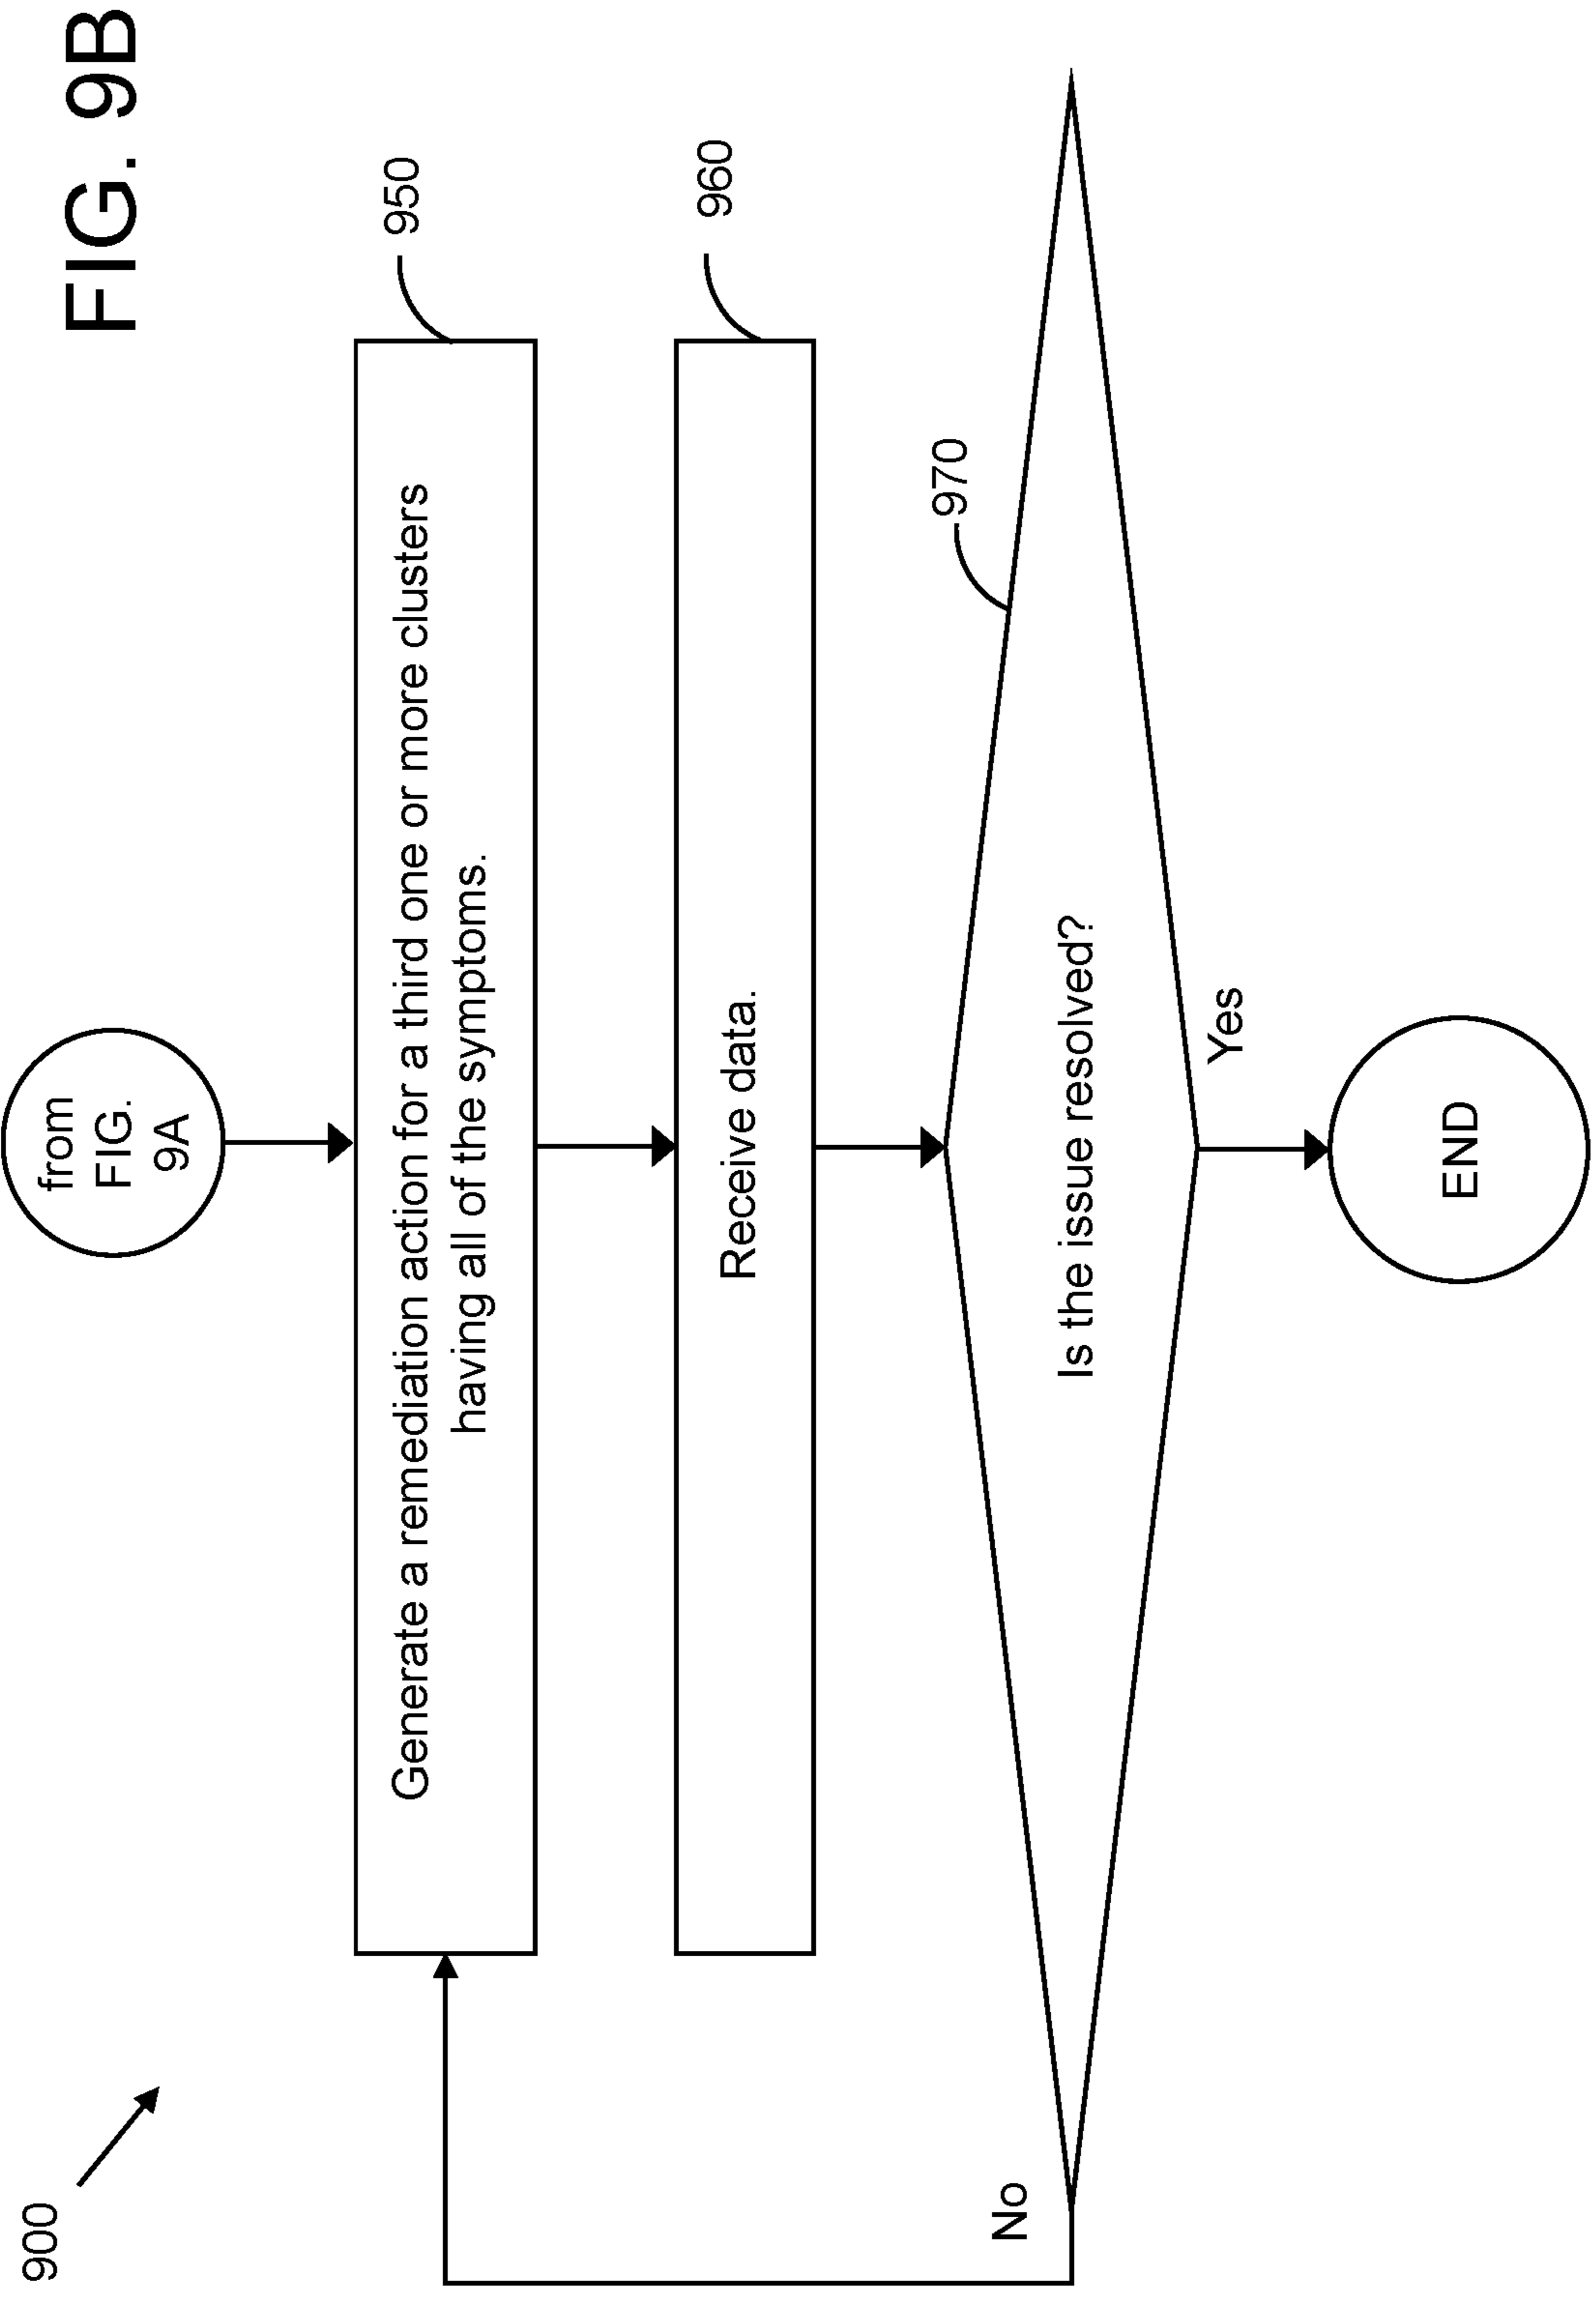 900
FIG. 9B
from
FIG.
9A
950
Generate a remediation action for a third one or more clusters
having all of the symptoms.
960
Receive data.
970
Is the issue resolved?
No
Yes
END